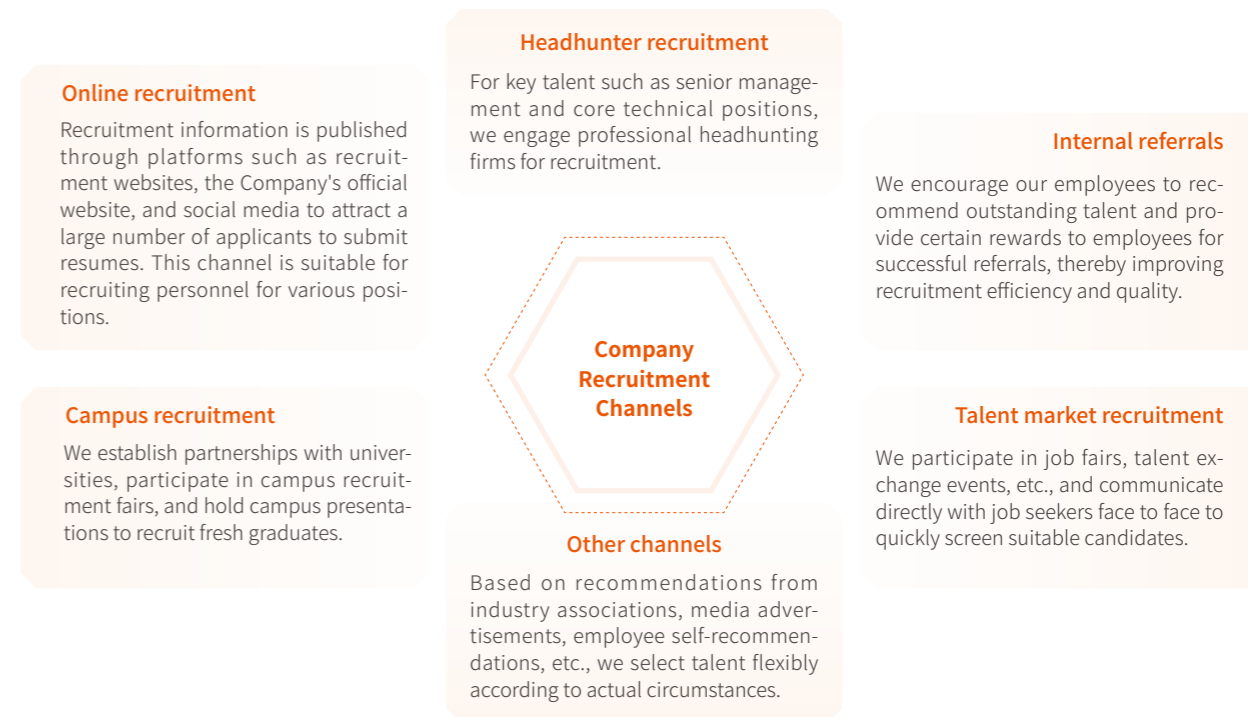 Headhunter recruitment
For key talent such as senior manage-
ment and core technical positions,
we engage professional headhunting
firms for recruitment.
Online recruitment
Recruitment information is published
through platforms such as recruit-
ment websites, the Company's official
website, and social media to attract a
large number of applicants to submit
resumes. This channel is suitable for
recruiting personnel for various posi-
tions.
Internal referrals
We encourage our employees to rec-
ommend outstanding talent and pro-
vide certain rewards to employees for
successful referrals, thereby improving
recruitment efficiency and quality.
Company
Recruitment
Channels
Campus recruitment
We establish partnerships with univer-
sities, participate in campus recruit-
ment fairs, and hold campus presenta-
tions to recruit fresh graduates.
Talent market recruitment
We participate in job fairs, talent ex-
change events, etc., and communicate
directly with job seekers face to face to
quickly screen suitable candidates.
Other channels
Based on recommendations from
industry associations, media adver-
tisements, employee self-recommen-
dations, etc., we select talent flexibly
according to actual circumstances.